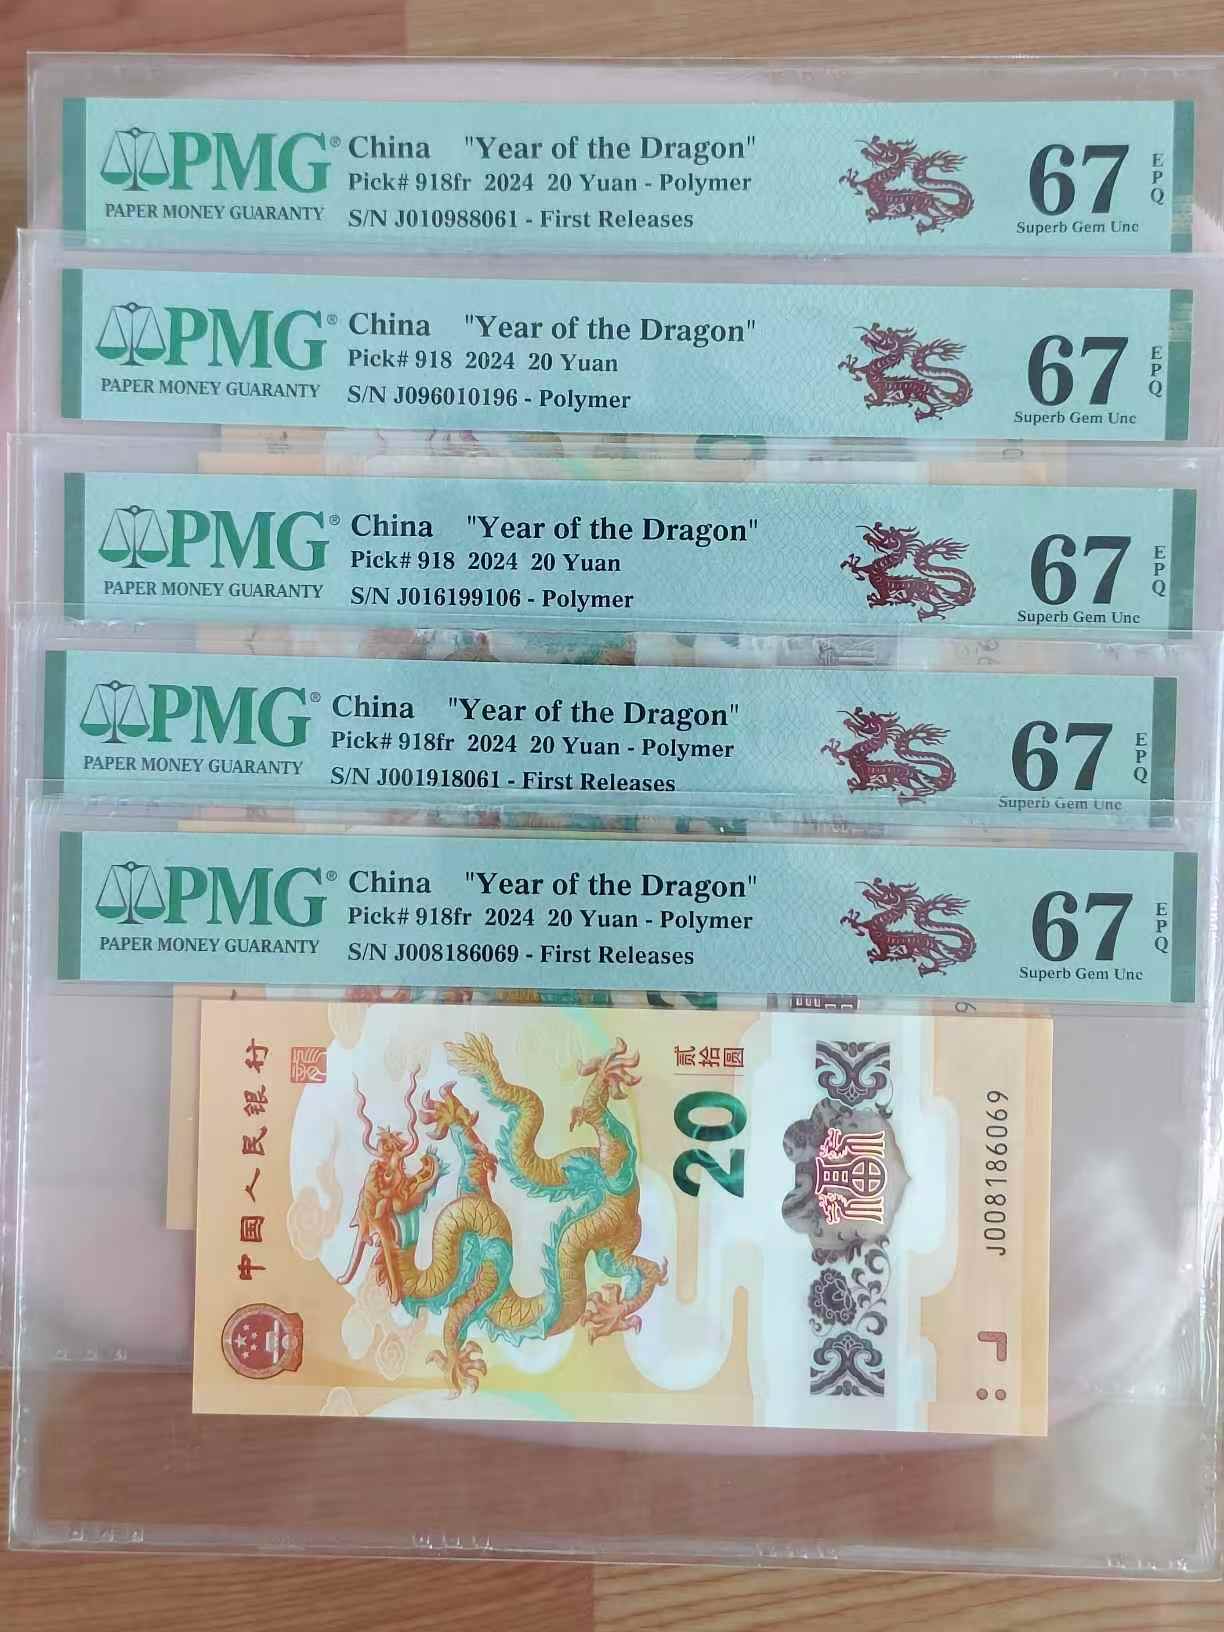 PMG®
PAPER MONEY GUARANTY
China "Year of the Dragon"
Pick# 918fr 2024 20 Yuan - Polymer
S/N J010988061 - First Releases
67
EPQ
Superb Gem Unc
PMG®
PAPER MONEY GUARANTY
China "Year of the Dragon"
Pick# 918 2024 20 Yuan
S/N J096010196 - Polymer
67
EPQ
Superb Gem Unc
PMG®
PAPER MONEY GUARANTY
China "Year of the Dragon"
Pick# 918 2024 20 Yuan
S/N J016199106 - Polymer
67
EPQ
Superb Gem Unc
PMG®
PAPER MONEY GUARANTY
China "Year of the Dragon"
Pick# 918fr 2024 20 Yuan - Polymer
S/N J001918061 - First Releases
67
EPQ
Superb Gem Unc
PMG®
PAPER MONEY GUARANTY
China "Year of the Dragon"
Pick# 918fr 2024 20 Yuan - Polymer
S/N J008186069 - First Releases
67
EPQ
Superb Gem Unc
中国人民银行
20
贰拾圆
J008186069